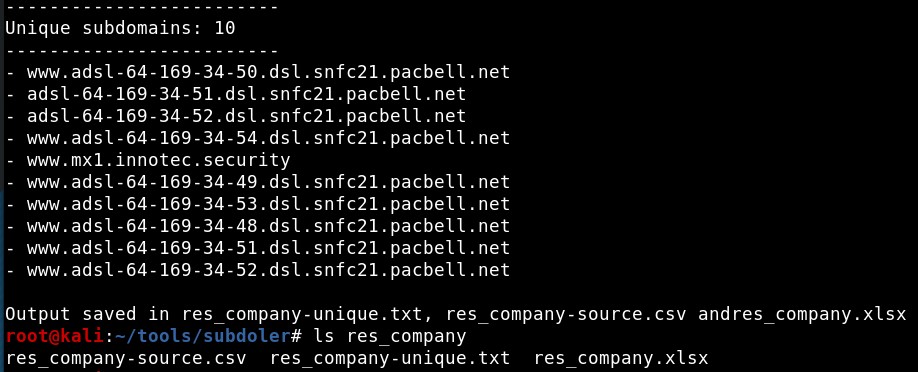 -------------------------
Unique subdomains: 10
-------------------------
- www.adsl-64-169-34-50.dsl.snfc21.pacbell.net
- adsl-64-169-34-51.dsl.snfc21.pacbell.net
- adsl-64-169-34-52.dsl.snfc21.pacbell.net
- www.adsl-64-169-34-54.dsl.snfc21.pacbell.net
- www.mx1.innotec.security
- www.adsl-64-169-34-49.dsl.snfc21.pacbell.net
- www.adsl-64-169-34-53.dsl.snfc21.pacbell.net
- www.adsl-64-169-34-48.dsl.snfc21.pacbell.net
- www.adsl-64-169-34-51.dsl.snfc21.pacbell.net
- www.adsl-64-169-34-52.dsl.snfc21.pacbell.net
Output saved in res_company-unique.txt, res_company-source.csv andres_company.xlsx
root@kali:~/tools/subdoler# ls res_company
res_company-source.csv  res_company-unique.txt  res_company.xlsx